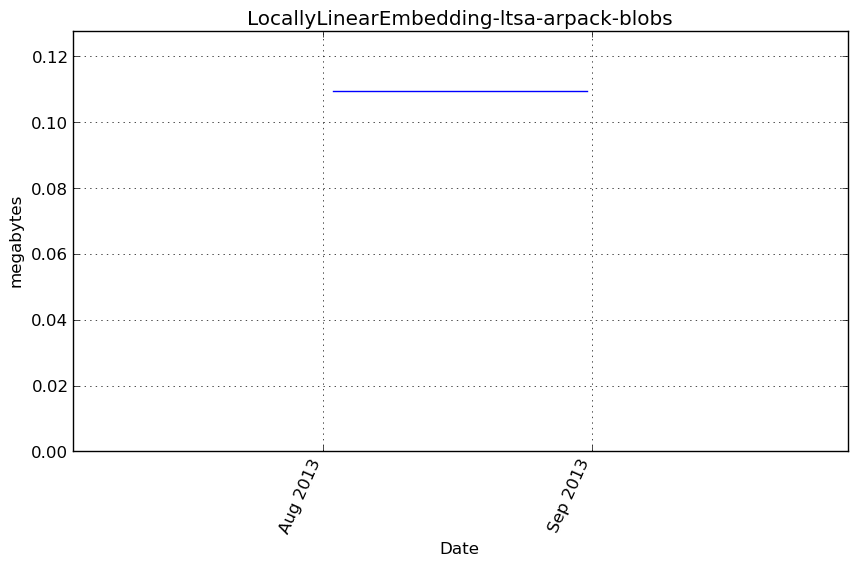 LocallyLinearEmbedding-ltsa-arpack-blobs
0.12
0.10
0.08
0.06
0.04
0.02
0.00
megabytes
Aug 2013
Sep 2013
Date